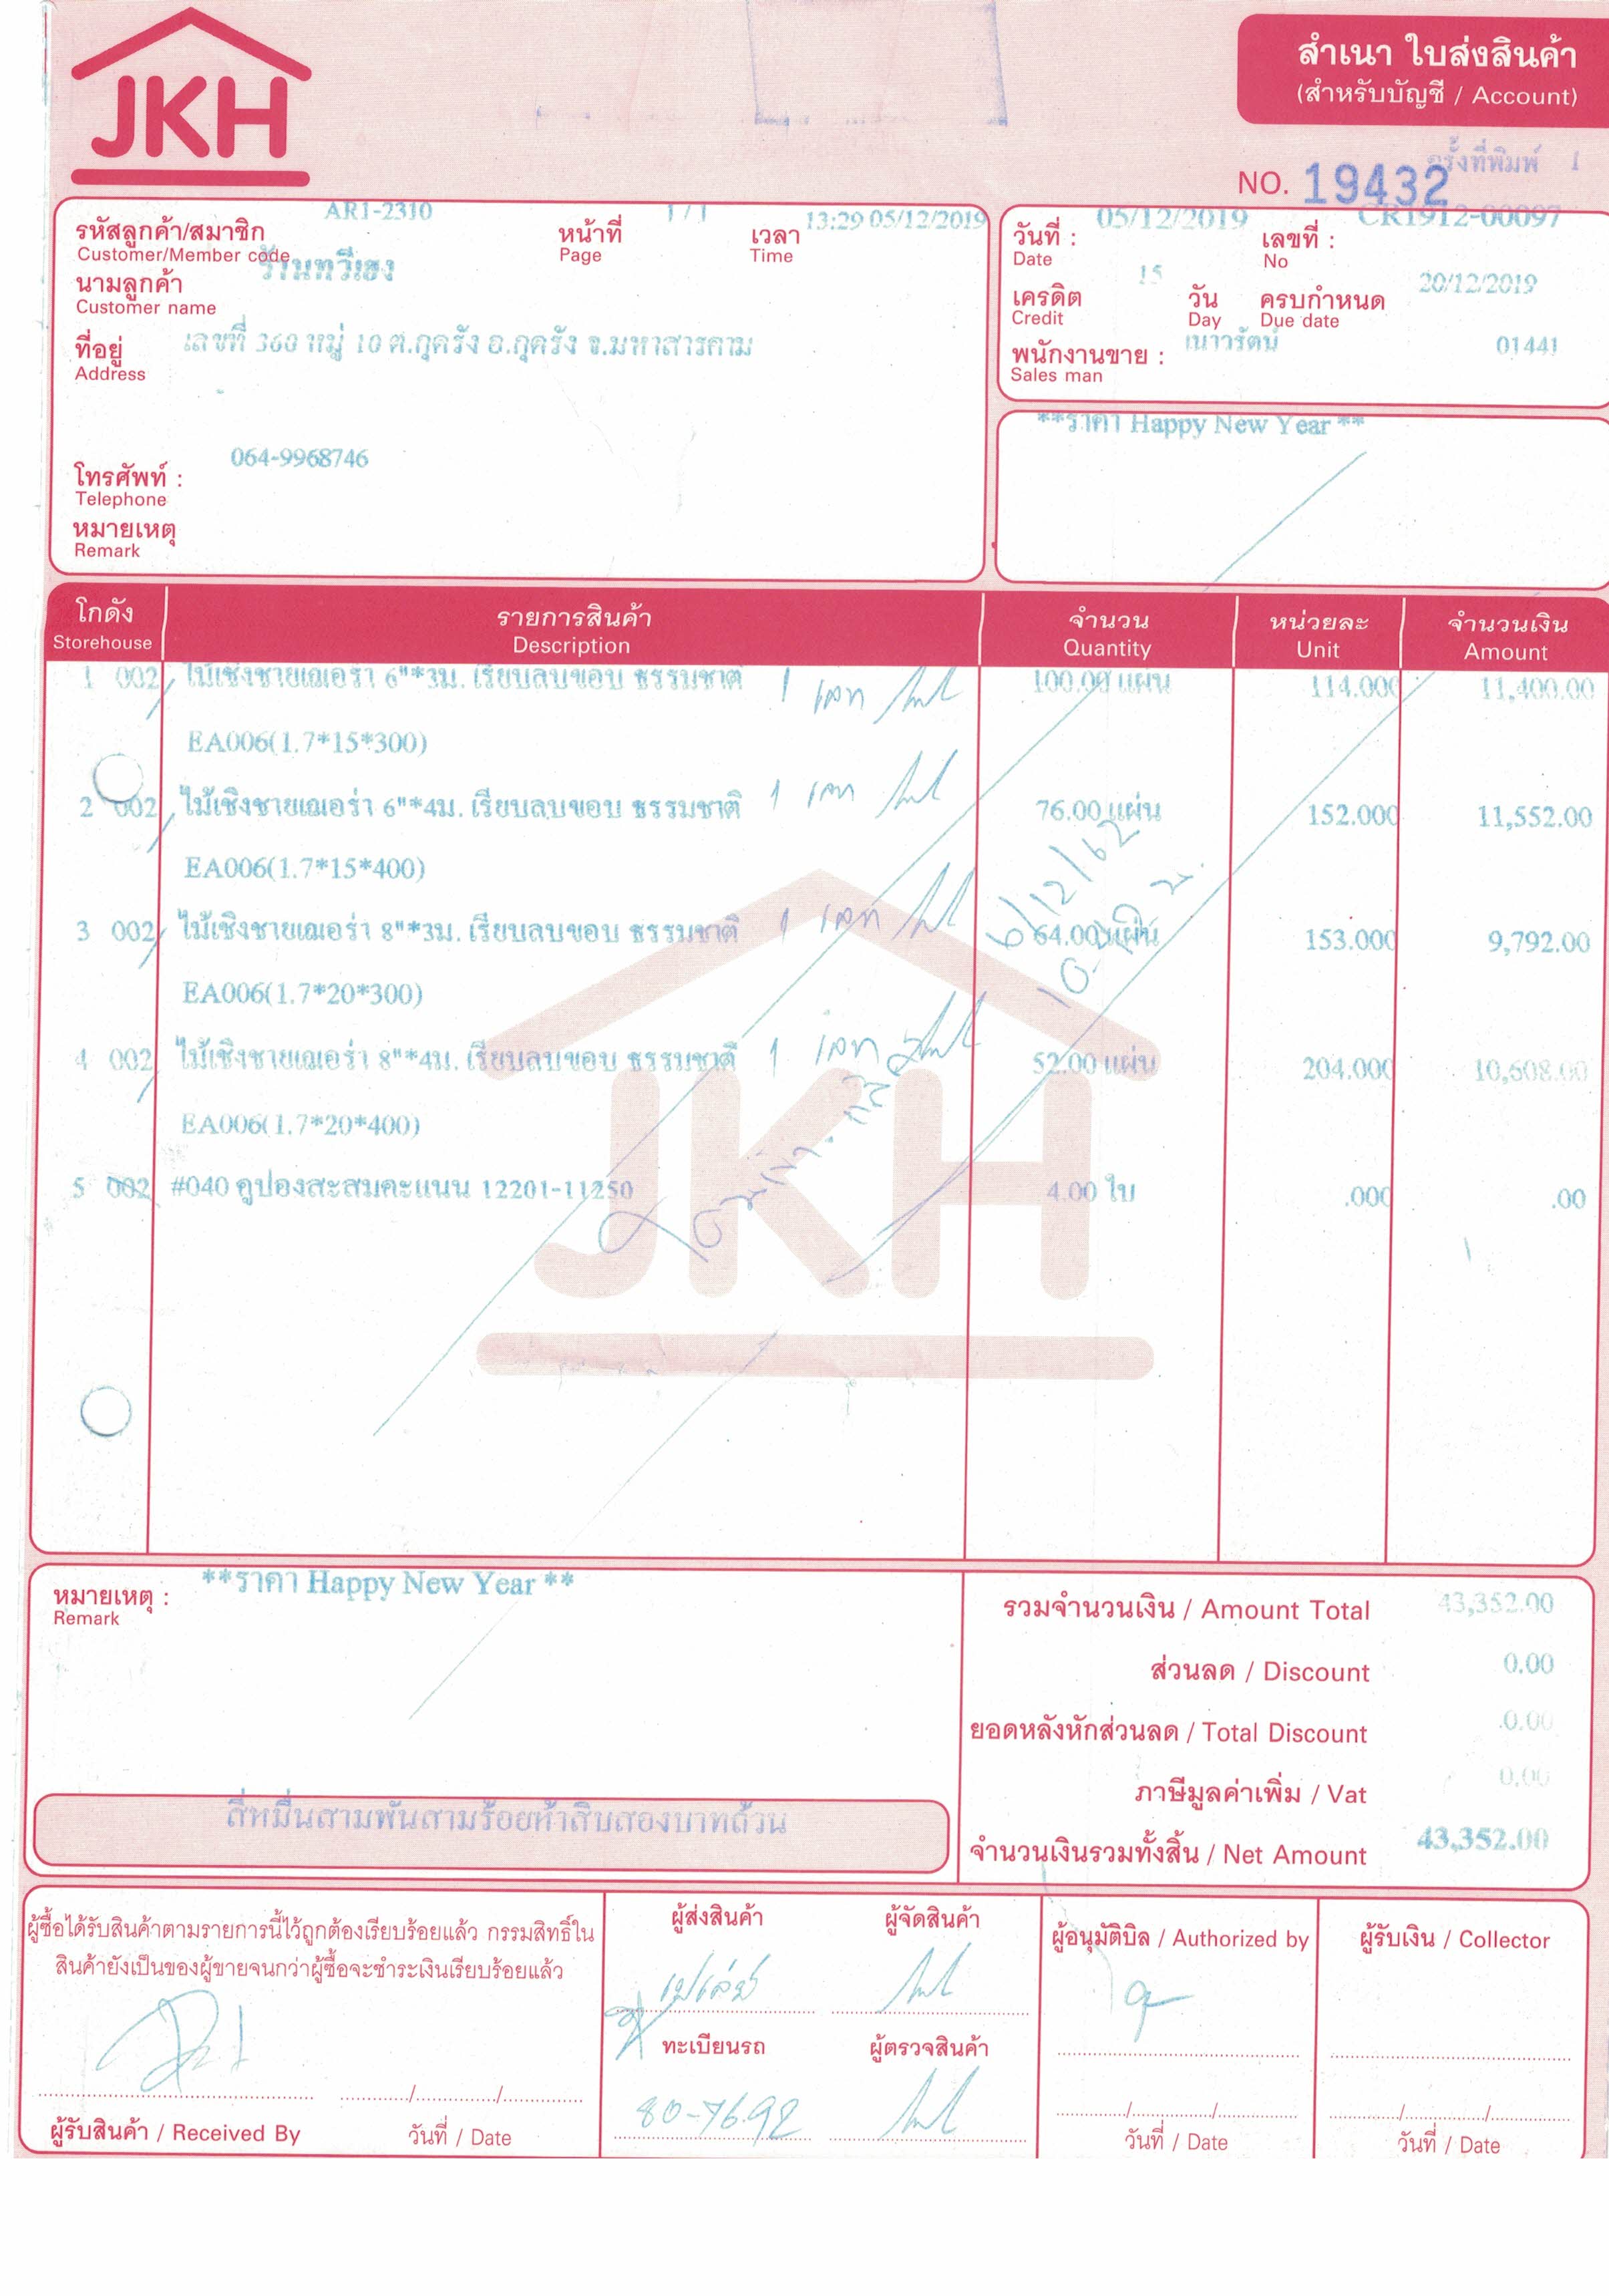 JKH
สำเนา ใบส่งสินค้า
(สำหรับบัญชี / Account)
ครั้งที่พิมพ์ 1
NO. 19432
รหัสลูกค้า/สมาชิก AR1-2310 หน้าที่ 1 / 1 เวลา 13:29 05/12/2019
Customer/Member code Page Time
นามลูกค้า ร้านทวีเฮง
Customer name
ที่อยู่ เลขที่ 360 หมู่ 10 ต.กุดรัง อ.กุดรัง จ.มหาสารคาม
Address
โทรศัพท์ : 064-9968746
Telephone
หมายเหตุ
Remark
วันที่ : 05/12/2019 เลขที่ : CR1912-00097
Date No
เครดิต 15 วัน ครบกำหนด 20/12/2019
Credit Day Due date
พนักงานขาย : เนาวรัตน์ 01441
Sales man
**ราคา Happy New Year **
โกดัง รายการสินค้า จำนวน หน่วยละ จำนวนเงิน
Storehouse Description Quantity Unit Amount
1 002 ไม้เชิงชายเฌอร่า 6"*3ม. เรียบลบขอบ ธรรมชาติ 100.00 แผ่น 114.000 11,400.00
EA006(1.7*15*300)
2 002 ไม้เชิงชายเฌอร่า 6"*4ม. เรียบลบขอบ ธรรมชาติ 76.00 แผ่น 152.000 11,552.00
EA006(1.7*15*400)
6/12/62
3 002 ไม้เชิงชายเฌอร่า 8"*3ม. เรียบลบขอบ ธรรมชาติ 64.00 แผ่น 153.000 9,792.00
EA006(1.7*20*300)
4 002 ไม้เชิงชายเฌอร่า 8"*4ม. เรียบลบขอบ ธรรมชาติ 52.00 แผ่น 204.000 10,608.00
EA006(1.7*20*400)
5 002 #040 คูปองสะสมคะแนน 12201-11250 4.00 ใบ .000 .00
JKH
หมายเหตุ : **ราคา Happy New Year **
Remark
รวมจำนวนเงิน / Amount Total 43,352.00
ส่วนลด / Discount 0.00
ยอดหลังหักส่วนลด / Total Discount 0.00
ภาษีมูลค่าเพิ่ม / Vat 0.00
สี่หมื่นสามพันสามร้อยห้าสิบสองบาทถ้วน
จำนวนเงินรวมทั้งสิ้น / Net Amount 43,352.00
ผู้ซื้อได้รับสินค้าตามรายการนี้ไว้ถูกต้องเรียบร้อยแล้ว กรรมสิทธิ์ใน
สินค้ายังเป็นของผู้ขายจนกว่าผู้ซื้อจะชำระเงินเรียบร้อยแล้ว
ผู้รับสินค้า / Received By วันที่ / Date
ผู้ส่งสินค้า ผู้จัดสินค้า
ทะเบียนรถ ผู้ตรวจสินค้า
80-7692
ผู้อนุมัติบิล / Authorized by
วันที่ / Date
ผู้รับเงิน / Collector
วันที่ / Date